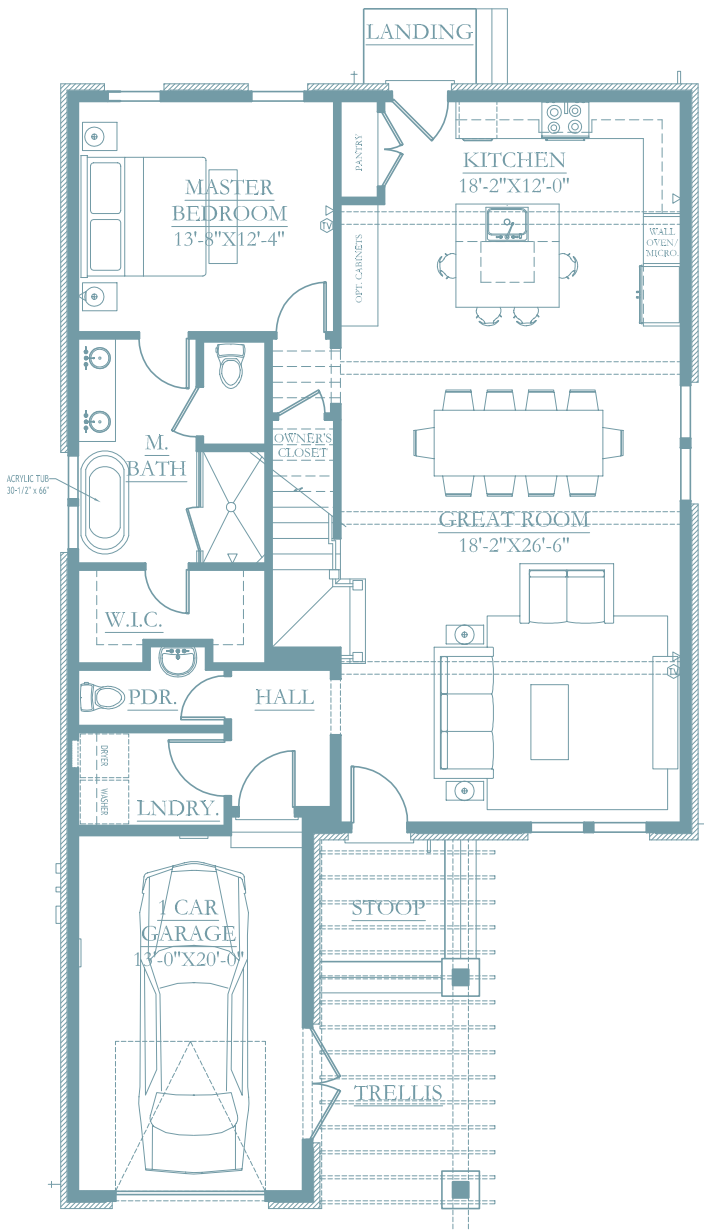 LANDING
PANTRY
KITCHEN
18'-2"X12'-0"
MASTER
BEDROOM
13'-8"X12'-4"
TV
WALL
OVEN/
MICRO.
OPT. CABINETS
OWNER'S
CLOSET
M.
BATH
ACRYLIC TUB
30-1/2" x 66"
GREAT ROOM
18'-2"X26'-6"
W.I.C.
TV
PDR.
HALL
DRYER
WASHER
LNDRY.
1 CAR
GARAGE
13'-0"X20'-0"
STOOP
TRELLIS